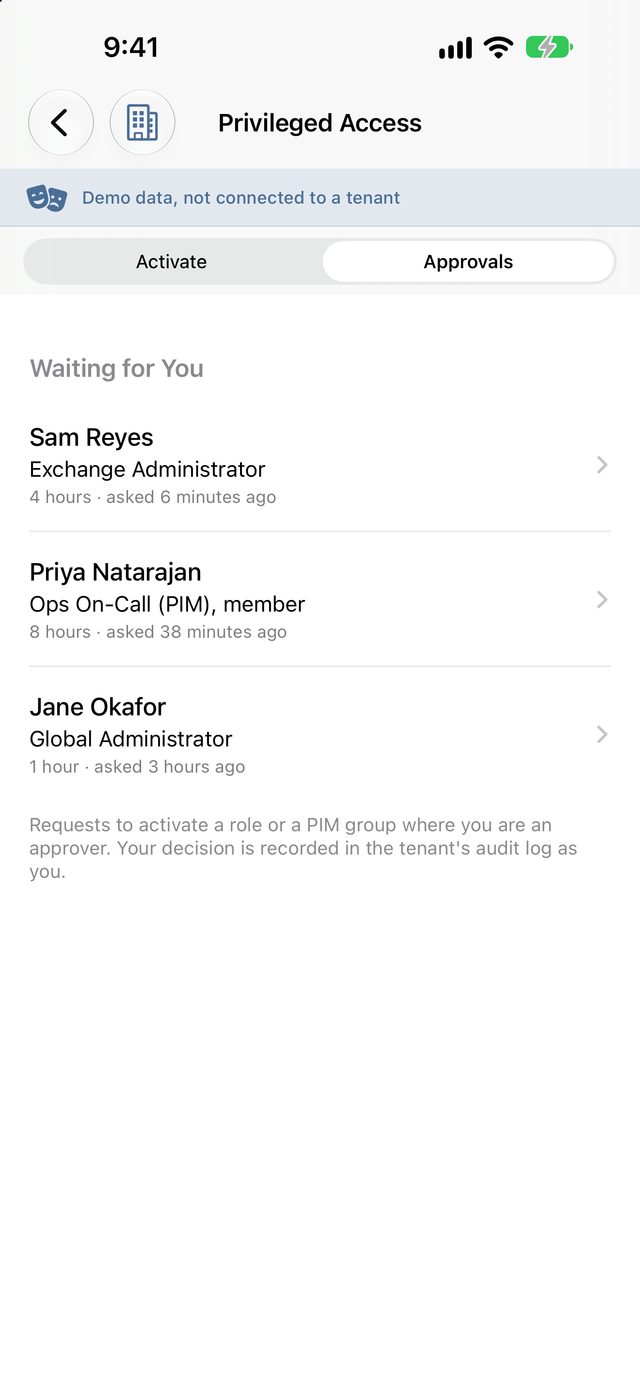 9:41
Privileged Access
Demo data, not connected to a tenant
Activate
Approvals
Waiting for You
Sam Reyes
Exchange Administrator
4 hours · asked 6 minutes ago
Priya Natarajan
Ops On-Call (PIM), member
8 hours · asked 38 minutes ago
Jane Okafor
Global Administrator
1 hour · asked 3 hours ago
Requests to activate a role or a PIM group where you are an
approver. Your decision is recorded in the tenant's audit log as
you.